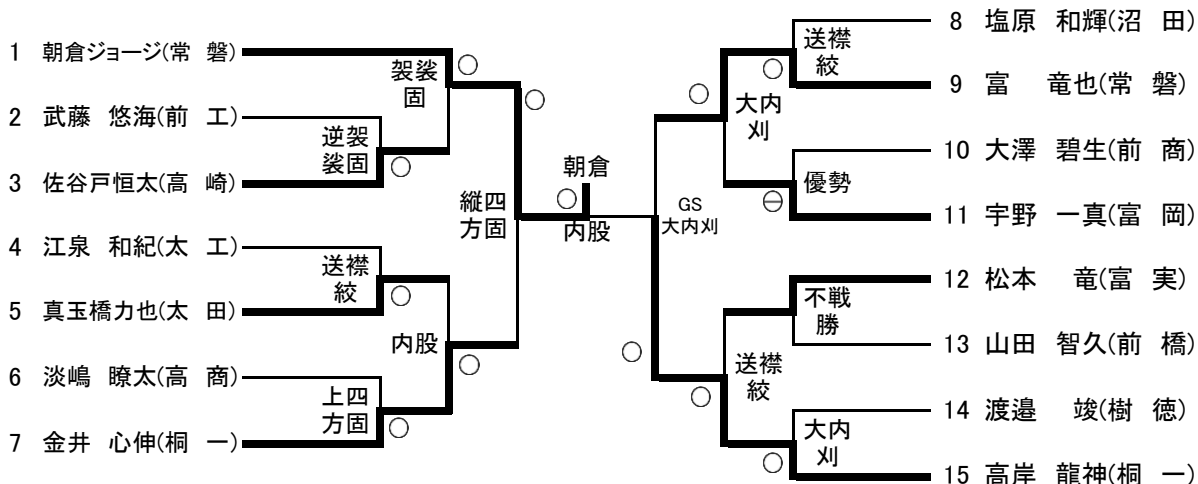 1 朝倉ジョージ(常 磐)
2 武藤 悠海(前 工)
3 佐谷戸恒太(高 崎)
4 江泉 和紀(太 工)
5 真玉橋力也(太 田)
6 淡嶋 瞭太(高 商)
7 金井 心伸(桐 一)
逆袈
裟固
送襟
絞
上四
方固
袈裟
固
内股
縦四
方固
朝倉
内股
GS
大内刈
大内
刈
送襟
絞
送襟
絞
優勢
不戦
勝
大内
刈
8 塩原 和輝(沼 田)
9 富 竜也(常 磐)
10 大澤 碧生(前 商)
11 宇野 一真(富 岡)
12 松本 竜(富 実)
13 山田 智久(前 橋)
14 渡邉 竣(樹 徳)
15 高岸 龍神(桐 一)